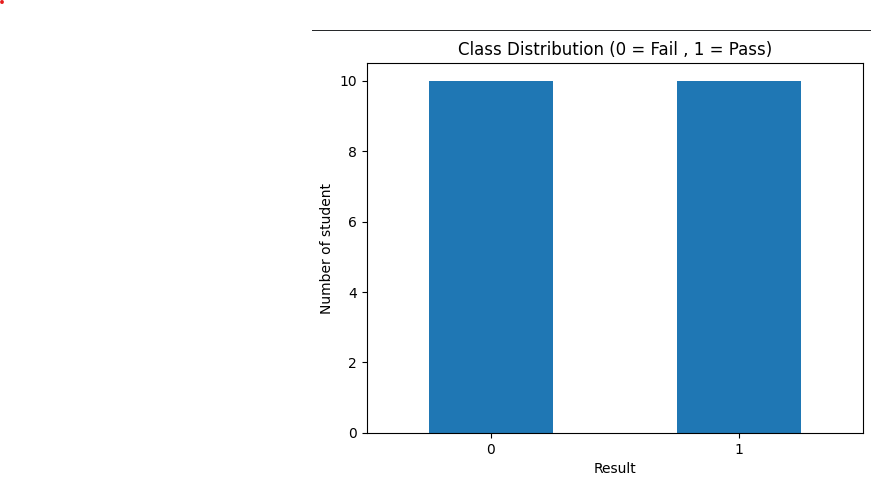 Class Distribution (0 = Fail , 1 = Pass)
10
8
6
4
2
0
Number of student
0 1
Result